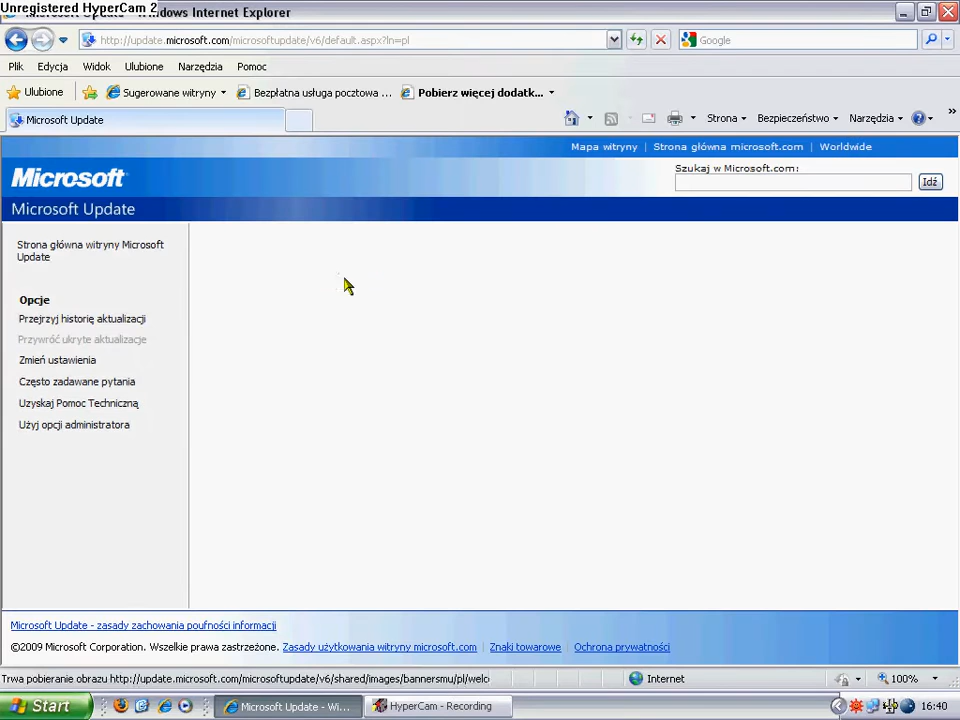 Unregistered HyperCam 2
Microsoft Update - Windows Internet Explorer
http://update.microsoft.com/microsoftupdate/v6/default.aspx?ln=pl
Google
Plik Edycja Widok Ulubione Narzędzia Pomoc
Ulubione Sugerowane witryny Bezpłatna usługa pocztowa ... Pobierz więcej dodatk...
Microsoft Update
Strona Bezpieczeństwo Narzędzia
Mapa witryny | Strona główna microsoft.com | Worldwide
Microsoft
Szukaj w Microsoft.com:
Idź
Microsoft Update
Strona główna witryny Microsoft
Update
Opcje
Przejrzyj historię aktualizacji
Przywróć ukryte aktualizacje
Zmień ustawienia
Często zadawane pytania
Uzyskaj Pomoc Techniczną
Użyj opcji administratora
Microsoft Update - zasady zachowania poufności informacji
©2009 Microsoft Corporation. Wszelkie prawa zastrzeżone. Zasady użytkowania witryny microsoft.com | Znaki towarowe | Ochrona prywatności
Trwa pobieranie obrazu http://update.microsoft.com/microsoftupdate/v6/shared/images/bannersmu/pl/welc
Internet
100%
Start
Microsoft Update - Wi...
HyperCam - Recording
16:40